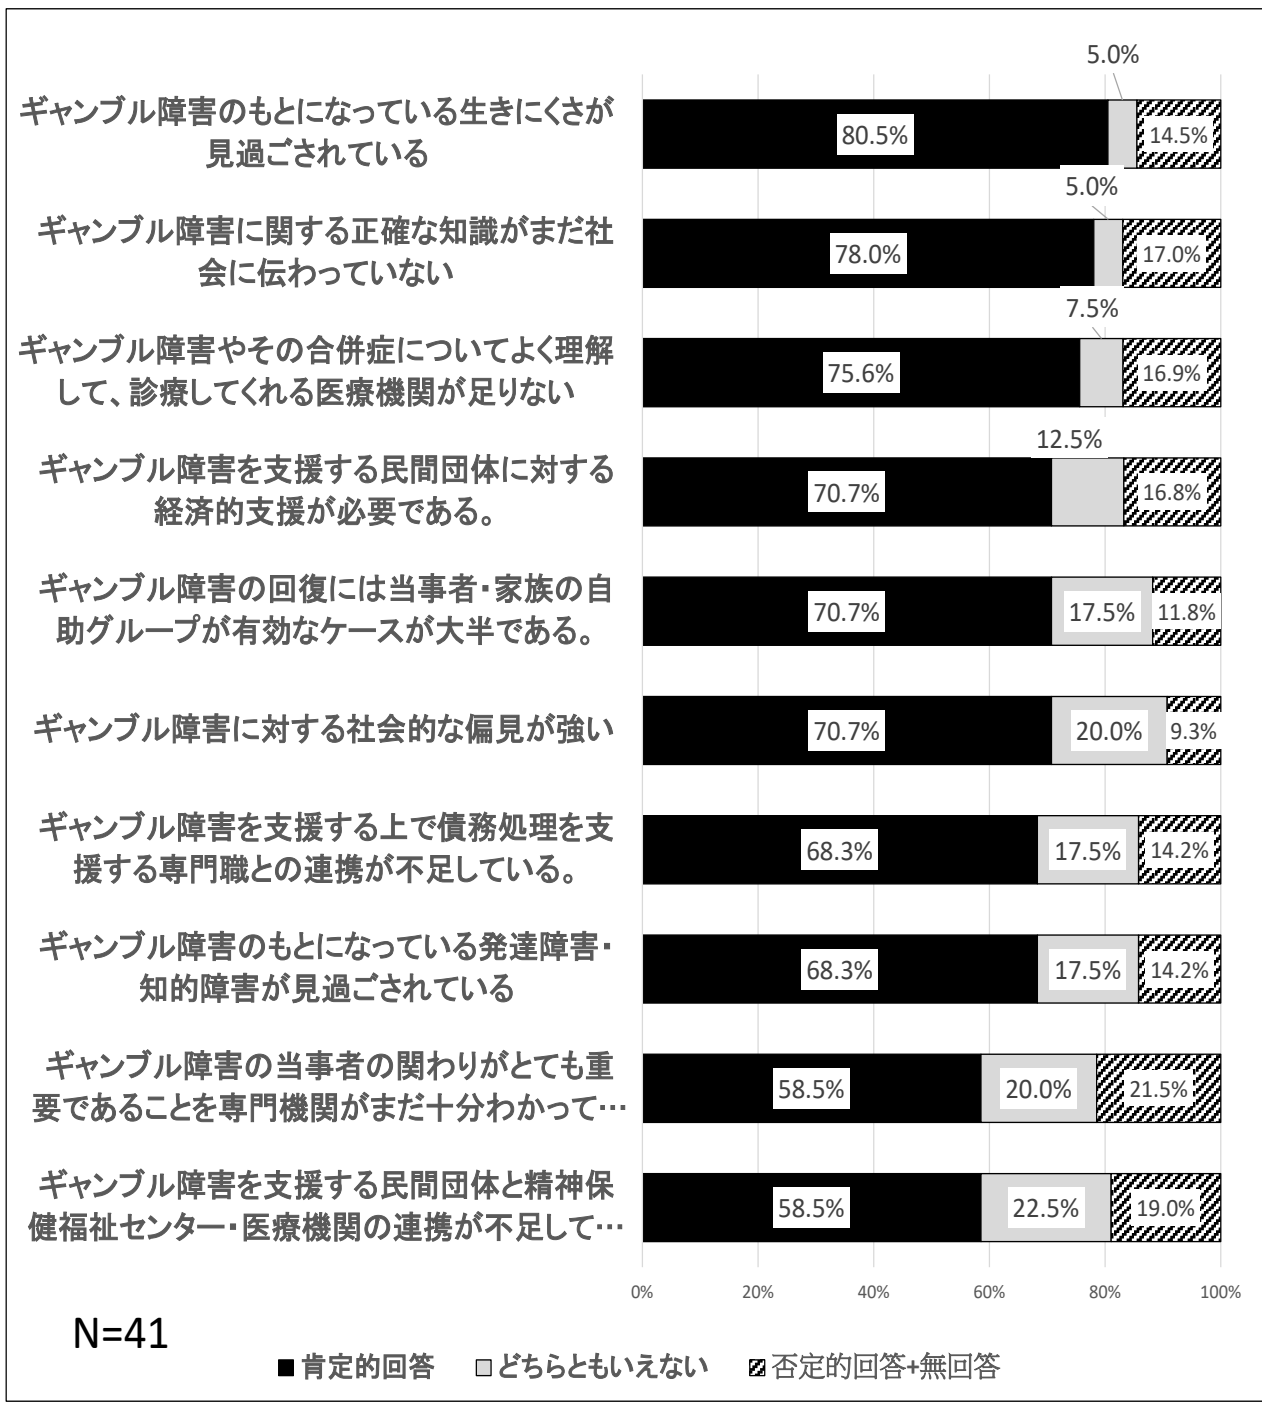 5.0%
ギャンブル障害のもとになっている生きにくさが
見過ごされている
80.5%
14.5%
5.0%
ギャンブル障害に関する正確な知識がまだ社
会に伝わっていない
78.0%
17.0%
7.5%
ギャンブル障害やその合併症についてよく理解
して、診療してくれる医療機関が足りない
75.6%
16.9%
12.5%
ギャンブル障害を支援する民間団体に対する
経済的支援が必要である。
70.7%
16.8%
ギャンブル障害の回復には当事者・家族の自
助グループが有効なケースが大半である。
70.7%
17.5%
11.8%
ギャンブル障害に対する社会的な偏見が強い
70.7%
20.0%
9.3%
ギャンブル障害を支援する上で債務処理を支
援する専門職との連携が不足している。
68.3%
17.5%
14.2%
ギャンブル障害のもとになっている発達障害・
知的障害が見過ごされている
68.3%
17.5%
14.2%
ギャンブル障害の当事者の関わりがとても重
要であることを専門機関がまだ十分わかって…
58.5%
20.0%
21.5%
ギャンブル障害を支援する民間団体と精神保
健福祉センター・医療機関の連携が不足して…
58.5%
22.5%
19.0%
0% 20% 40% 60% 80% 100%
N=41
肯定的回答 どちらともいえない 否定的回答+無回答